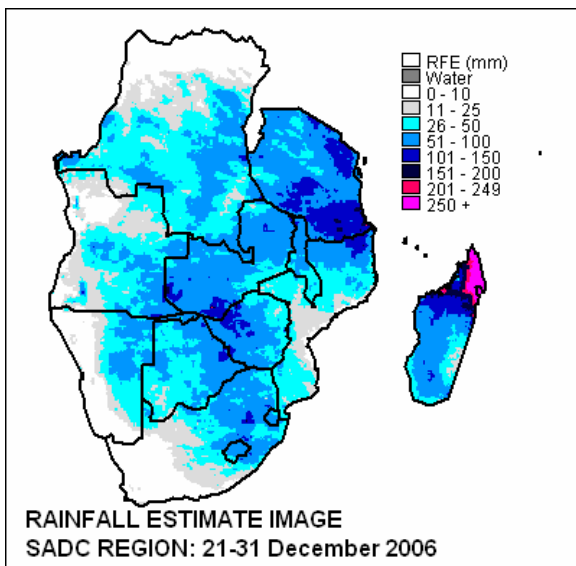 RFE (mm)
Water
0 - 10
11 - 25
26 - 50
51 - 100
101 - 150
151 - 200
201 - 249
250 +
RAINFALL ESTIMATE IMAGE
SADC REGION: 21-31 December 2006